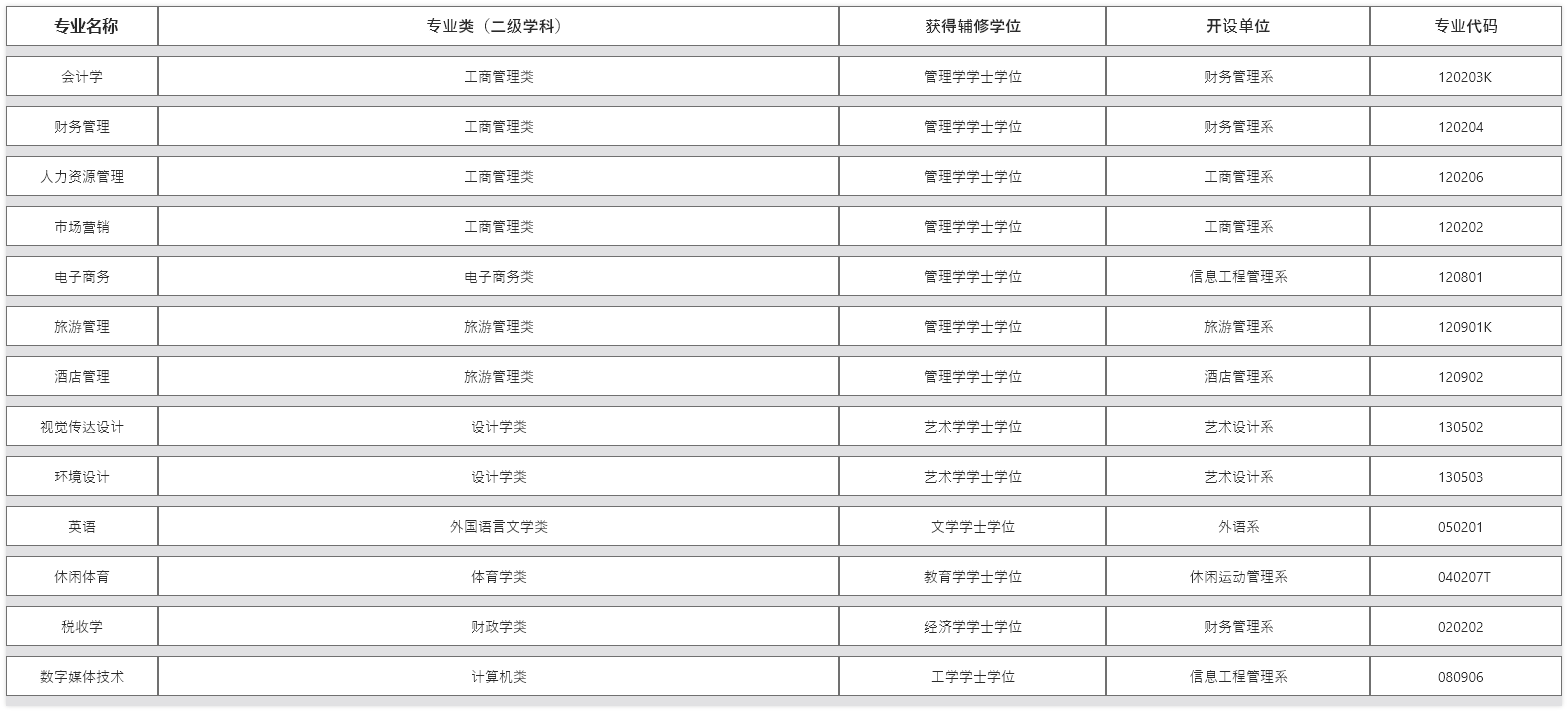 专业名称 专业类（二级学科） 获得辅修学位 开设单位 专业代码
会计学 工商管理类 管理学学士学位 财务管理系 120203K
财务管理 工商管理类 管理学学士学位 财务管理系 120204
人力资源管理 工商管理类 管理学学士学位 工商管理系 120206
市场营销 工商管理类 管理学学士学位 工商管理系 120202
电子商务 电子商务类 管理学学士学位 信息工程管理系 120801
旅游管理 旅游管理类 管理学学士学位 旅游管理系 120901K
酒店管理 旅游管理类 管理学学士学位 酒店管理系 120902
视觉传达设计 设计学类 艺术学学士学位 艺术设计系 130502
环境设计 设计学类 艺术学学士学位 艺术设计系 130503
英语 外国语言文学类 文学学士学位 外语系 050201
休闲体育 体育学类 教育学学士学位 休闲运动管理系 040207T
税收学 财政学类 经济学学士学位 财务管理系 020202
数字媒体技术 计算机类 工学学士学位 信息工程管理系 080906